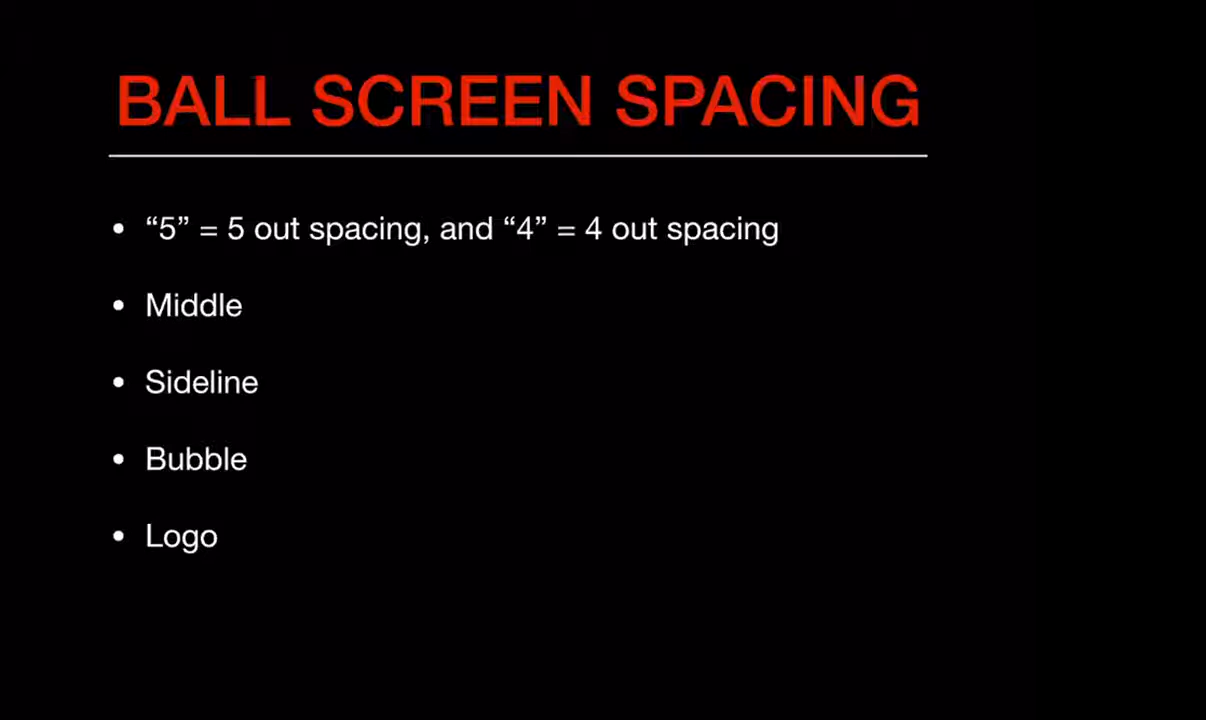 BALL SCREEN SPACING
• “5” = 5 out spacing, and “4” = 4 out spacing
• Middle
• Sideline
• Bubble
• Logo